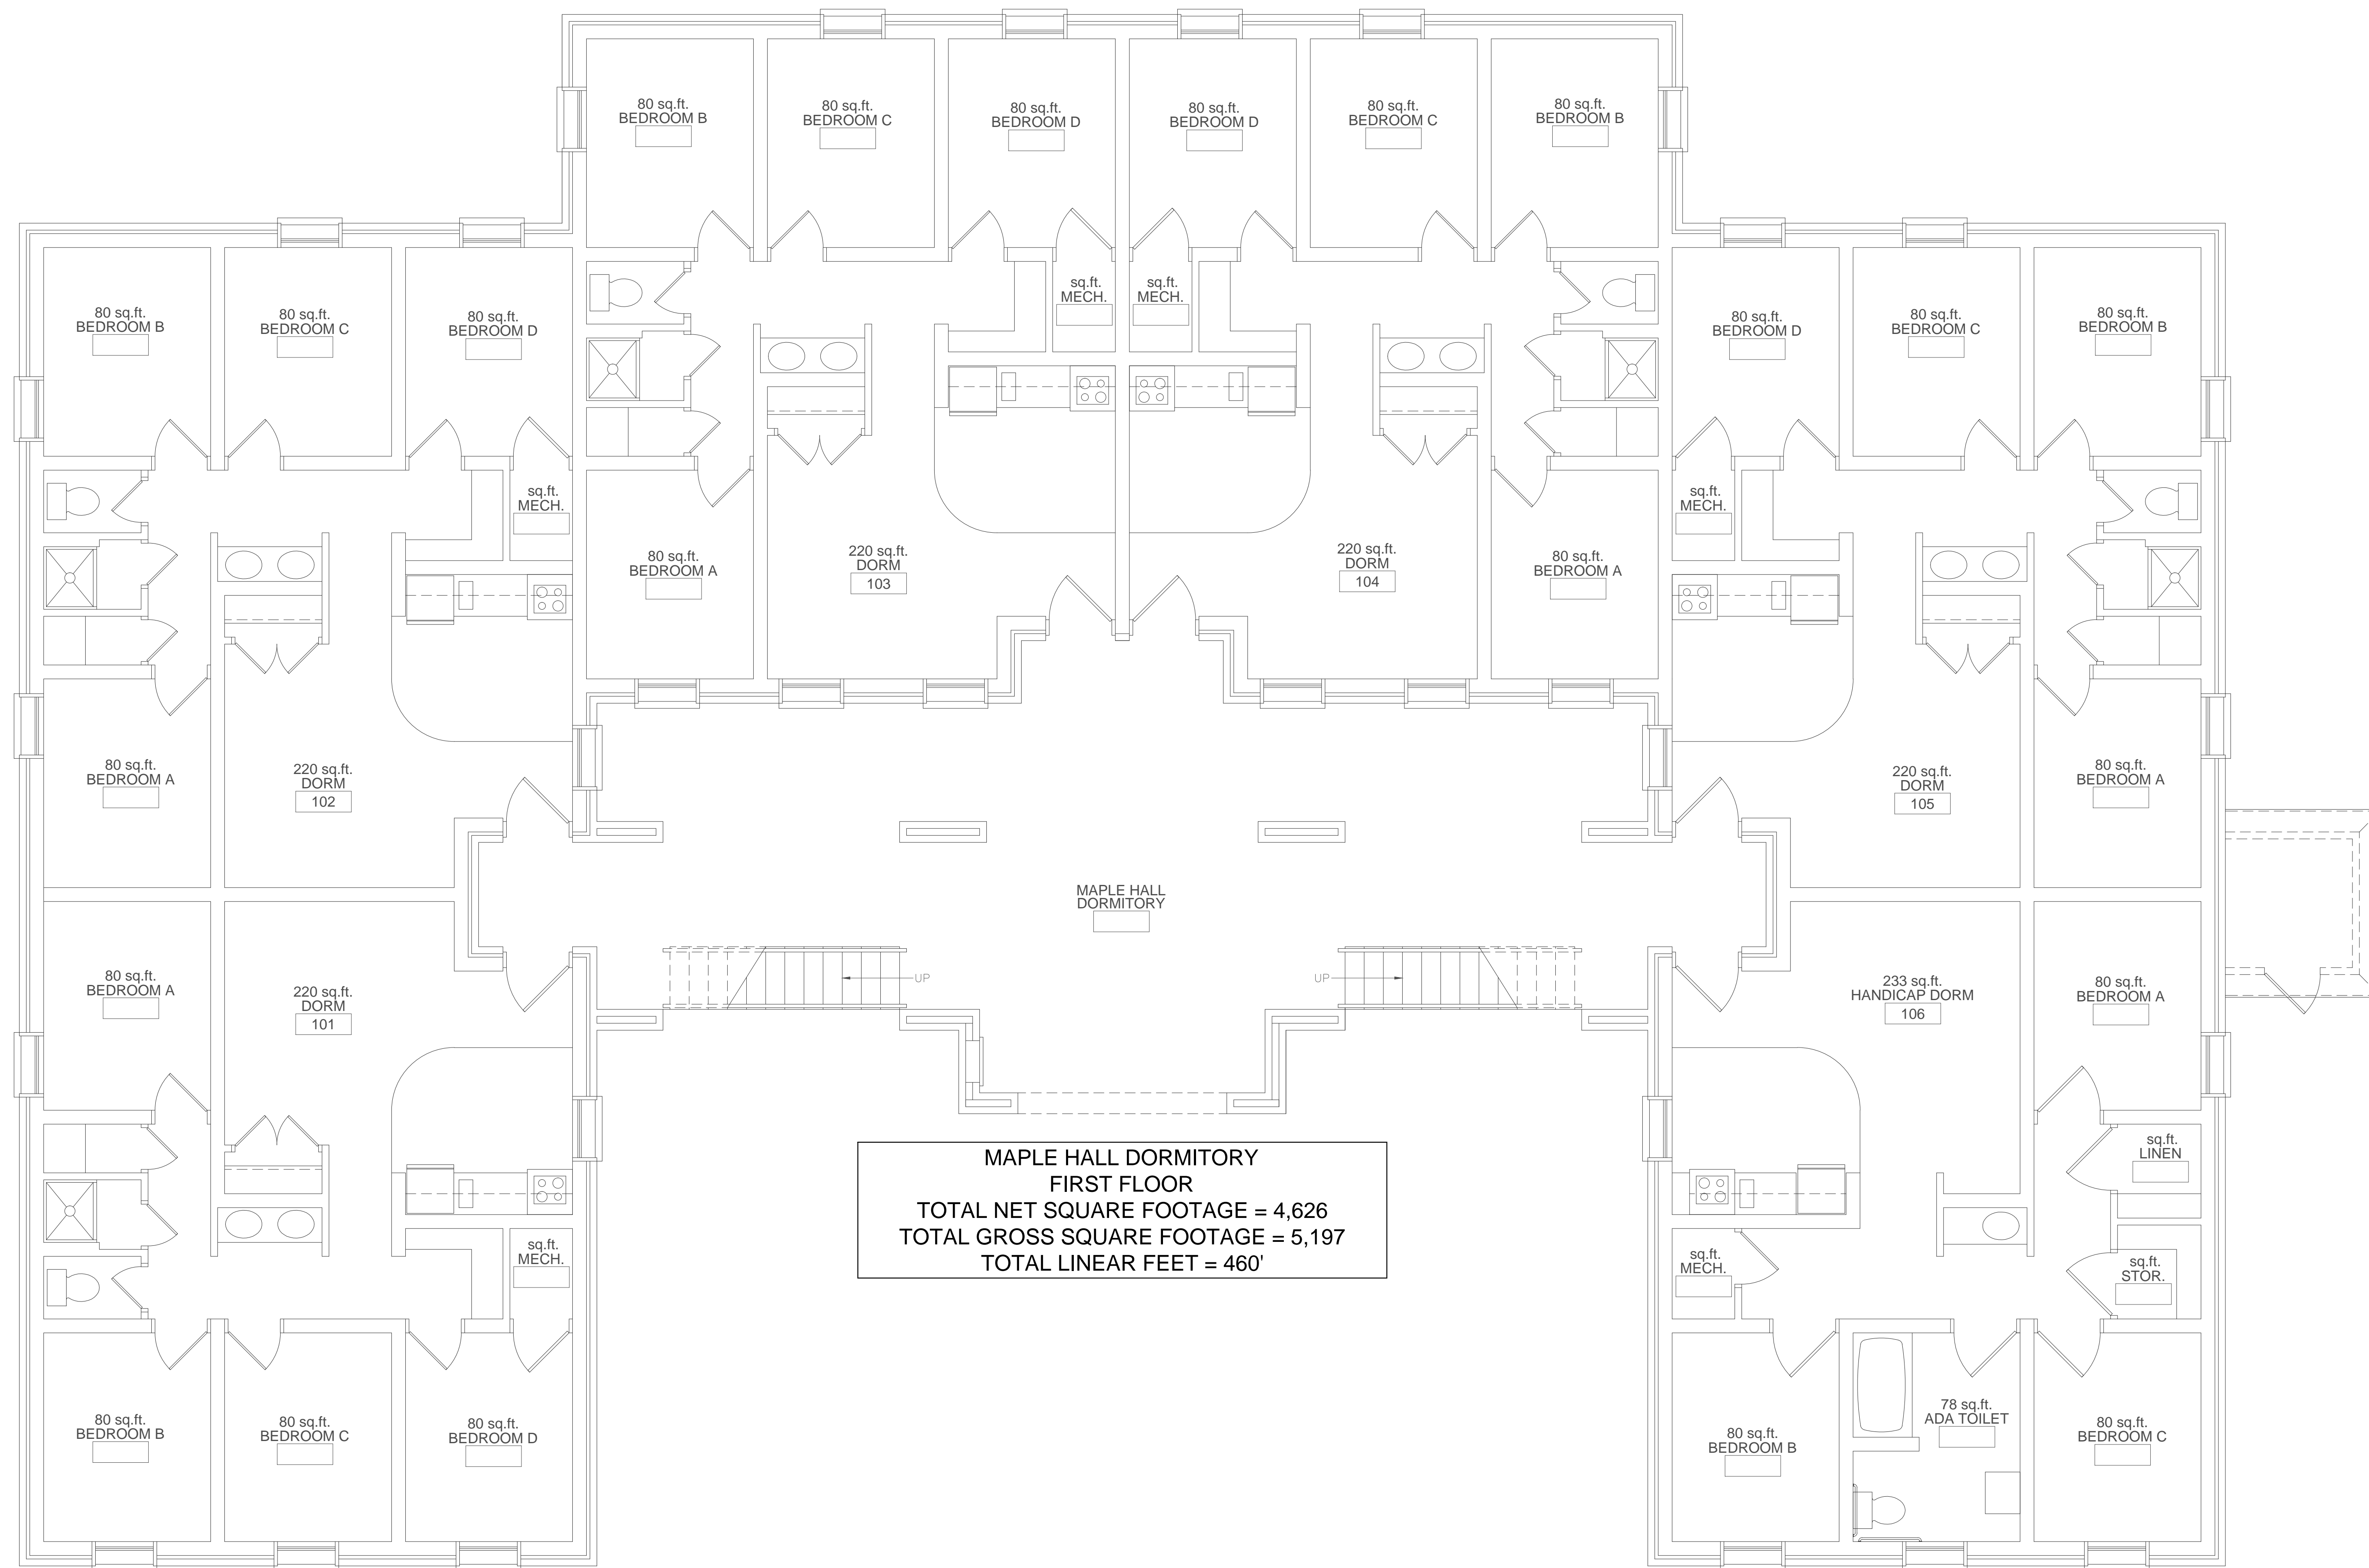 80 sq.ft.
BEDROOM B
80 sq.ft.
BEDROOM C
80 sq.ft.
BEDROOM D
80 sq.ft.
BEDROOM D
80 sq.ft.
BEDROOM C
80 sq.ft.
BEDROOM B
sq.ft.
MECH.
sq.ft.
MECH.
80 sq.ft.
BEDROOM B
80 sq.ft.
BEDROOM C
80 sq.ft.
BEDROOM D
80 sq.ft.
BEDROOM D
80 sq.ft.
BEDROOM C
80 sq.ft.
BEDROOM B
sq.ft.
MECH.
80 sq.ft.
BEDROOM A
220 sq.ft.
DORM
103
220 sq.ft.
DORM
104
80 sq.ft.
BEDROOM A
sq.ft.
MECH.
80 sq.ft.
BEDROOM A
220 sq.ft.
DORM
102
220 sq.ft.
DORM
105
80 sq.ft.
BEDROOM A
MAPLE HALL
DORMITORY
80 sq.ft.
BEDROOM A
220 sq.ft.
DORM
101
UP
UP
233 sq.ft.
HANDICAP DORM
106
80 sq.ft.
BEDROOM A
MAPLE HALL DORMITORY
FIRST FLOOR
TOTAL NET SQUARE FOOTAGE = 4,626
TOTAL GROSS SQUARE FOOTAGE = 5,197
TOTAL LINEAR FEET = 460'
sq.ft.
LINEN
sq.ft.
MECH.
sq.ft.
MECH.
sq.ft.
STOR.
80 sq.ft.
BEDROOM B
80 sq.ft.
BEDROOM C
80 sq.ft.
BEDROOM D
80 sq.ft.
BEDROOM B
78 sq.ft.
ADA TOILET
80 sq.ft.
BEDROOM C